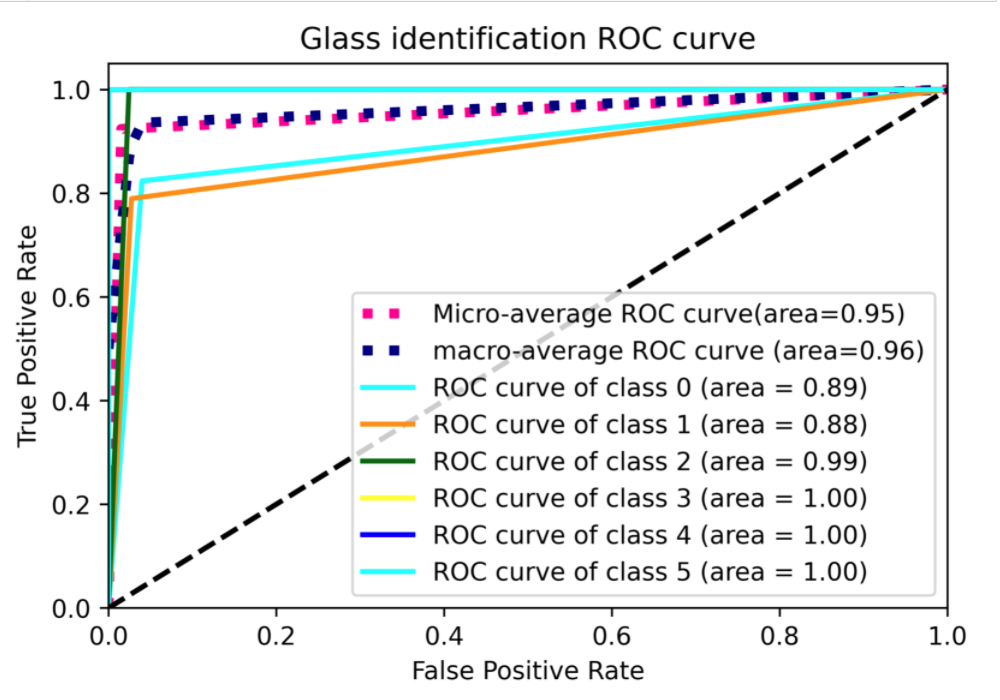 Glass identification ROC curve
True Positive Rate
1.0
0.8
0.6
0.4
0.2
0.0
Micro-average ROC curve(area=0.95)
macro-average ROC curve (area=0.96)
ROC curve of class 0 (area = 0.89)
ROC curve of class 1 (area = 0.88)
ROC curve of class 2 (area = 0.99)
ROC curve of class 3 (area = 1.00)
ROC curve of class 4 (area = 1.00)
ROC curve of class 5 (area = 1.00)
0.0 0.2 0.4 0.6 0.8 1.0
False Positive Rate